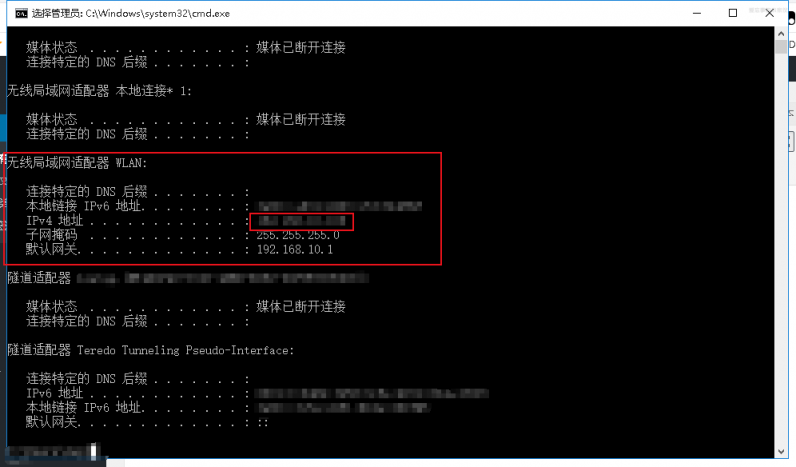 选择管理员: C:\Windows\system32\cmd.exe
媒体状态 . . . . . . . . . . . . : 媒体已断开连接
连接特定的 DNS 后缀 . . . . . . . :
无线局域网适配器 本地连接* 1:
媒体状态 . . . . . . . . . . . . : 媒体已断开连接
连接特定的 DNS 后缀 . . . . . . . :
无线局域网适配器 WLAN:
连接特定的 DNS 后缀 . . . . . . . :
本地链接 IPv6 地址. . . . . . . . :
IPv4 地址 . . . . . . . . . . . . :
子网掩码 . . . . . . . . . . . . : 255.255.255.0
默认网关. . . . . . . . . . . . . : 192.168.10.1
隧道适配器
媒体状态 . . . . . . . . . . . . : 媒体已断开连接
连接特定的 DNS 后缀 . . . . . . . :
隧道适配器 Teredo Tunneling Pseudo-Interface:
连接特定的 DNS 后缀 . . . . . . . :
IPv6 地址 . . . . . . . . . . . . :
本地链接 IPv6 地址. . . . . . . . :
默认网关. . . . . . . . . . . . . : ::